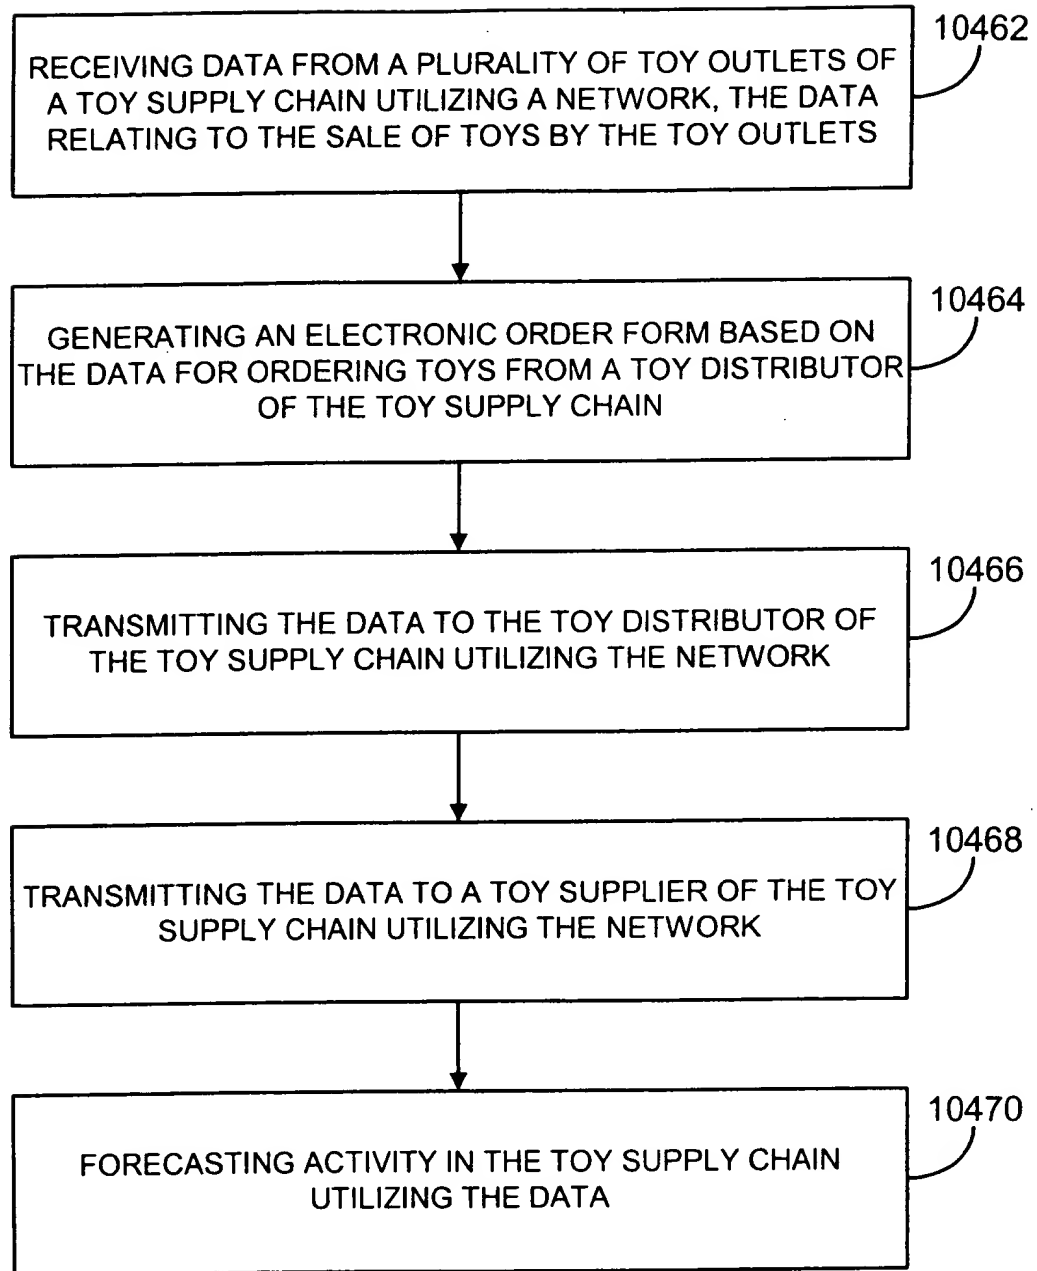 10462
RECEIVING DATA FROM A PLURALITY OF TOY OUTLETS OF
A TOY SUPPLY CHAIN UTILIZING A NETWORK, THE DATA
RELATING TO THE SALE OF TOYS BY THE TOY OUTLETS
10464
GENERATING AN ELECTRONIC ORDER FORM BASED ON
THE DATA FOR ORDERING TOYS FROM A TOY DISTRIBUTOR
OF THE TOY SUPPLY CHAIN
10466
TRANSMITTING THE DATA TO THE TOY DISTRIBUTOR OF
THE TOY SUPPLY CHAIN UTILIZING THE NETWORK
10468
TRANSMITTING THE DATA TO A TOY SUPPLIER OF THE TOY
SUPPLY CHAIN UTILIZING THE NETWORK
10470
FORECASTING ACTIVITY IN THE TOY SUPPLY CHAIN
UTILIZING THE DATA